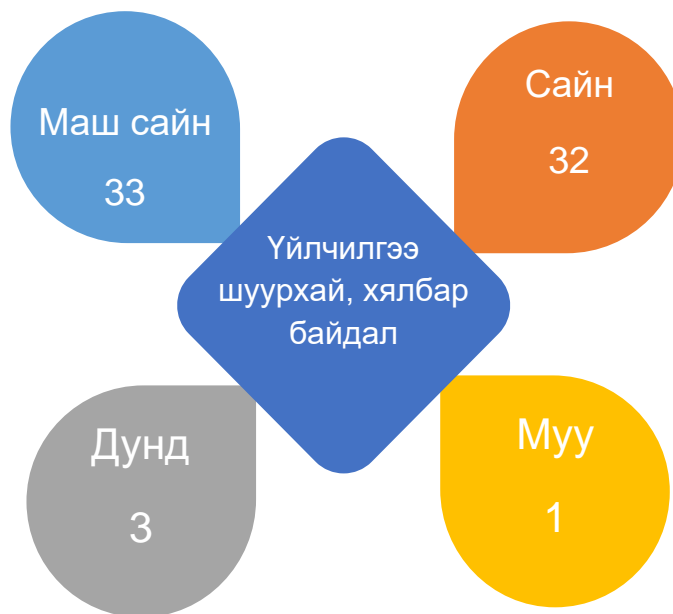 Маш сайн
33
Сайн
32
Үйлчилгээ
шуурхай, хялбар
байдал
Дунд
3
Муу
1